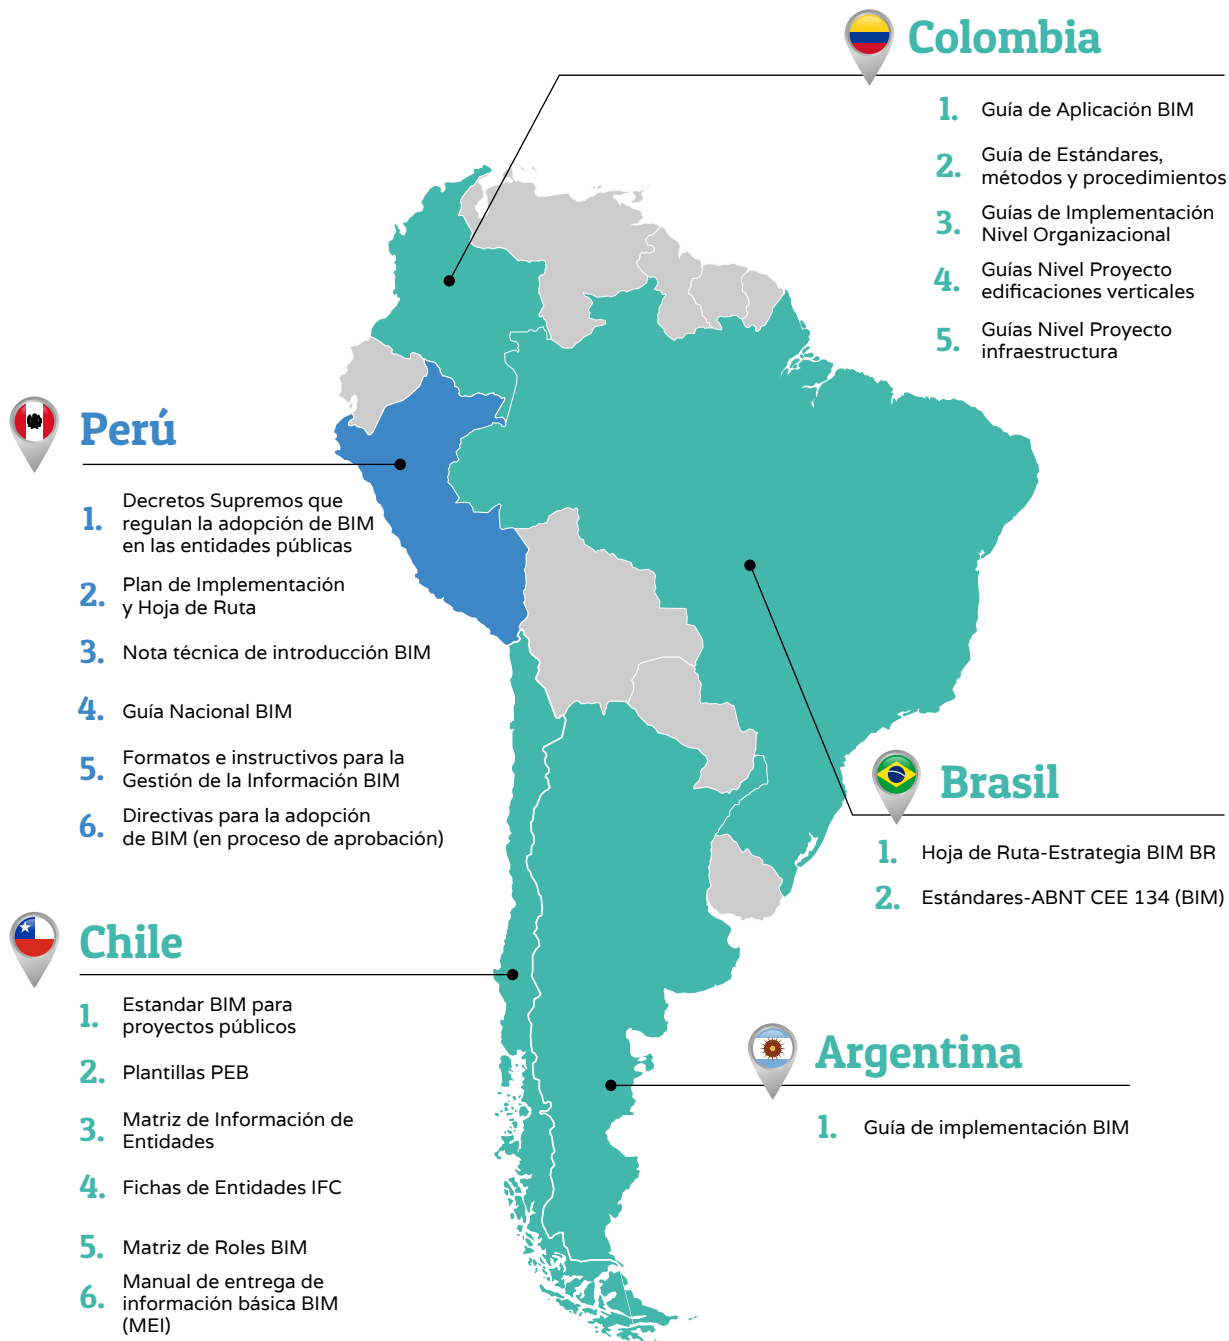 Colombia
1. Guía de Aplicación BIM
2. Guía de Estándares,
métodos y procedimientos
3. Guías de Implementación
Nivel Organizacional
4. Guías Nivel Proyecto
edificaciones verticales
5. Guías Nivel Proyecto
infraestructura
Perú
1. Decretos Supremos que
regulan la adopción de BIM
en las entidades públicas
2. Plan de Implementación
y Hoja de Ruta
3. Nota técnica de introducción BIM
4. Guía Nacional BIM
5. Formatos e instructivos para la
Gestión de la Información BIM
6. Directivas para la adopción
de BIM (en proceso de aprobación)
Brasil
1. Hoja de Ruta-Estrategia BIM BR
2. Estándares-ABNT CEE 134 (BIM)
Chile
1. Estandar BIM para
proyectos públicos
2. Plantillas PEB
3. Matriz de Información de
Entidades
4. Fichas de Entidades IFC
5. Matriz de Roles BIM
6. Manual de entrega de
información básica BIM
(MEI)
Argentina
1. Guía de implementación BIM